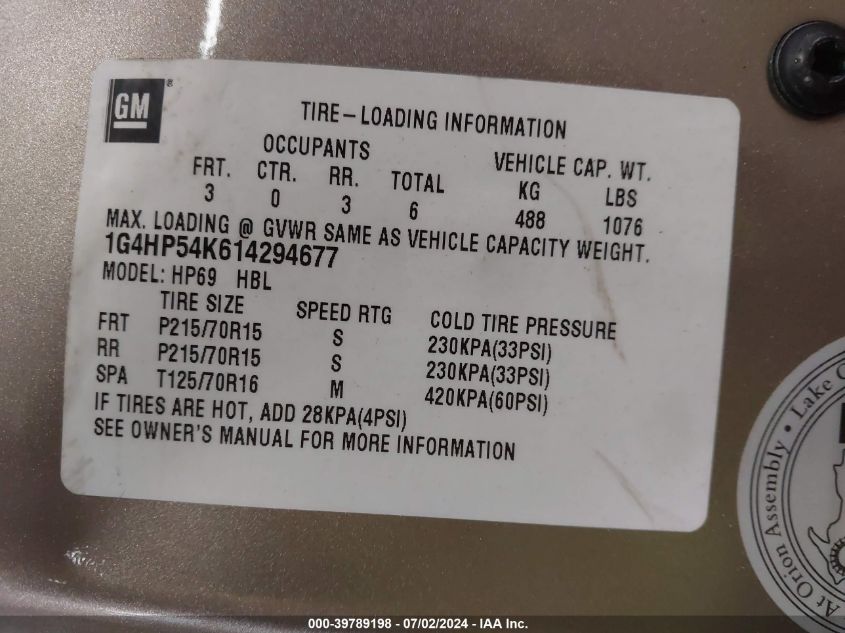 GM®
TIRE-LOADING INFORMATION
OCCUPANTS VEHICLE CAP. WT.
FRT. CTR. RR. TOTAL KG LBS
3 0 3 6 488 1076
MAX. LOADING @ GVWR SAME AS VEHICLE CAPACITY WEIGHT.
1G4HP54K614294677
MODEL: HP69 HBL
TIRE SIZE SPEED RTG COLD TIRE PRESSURE
FRT P215/70R15 S 230KPA(33PSI)
RR P215/70R15 S 230KPA(33PSI)
SPA T125/70R16 M 420KPA(60PSI)
IF TIRES ARE HOT, ADD 28KPA(4PSI)
SEE OWNER'S MANUAL FOR MORE INFORMATION
At Orion Assembly • Lake
000-39789198 - 07/02/2024 - IAA Inc.